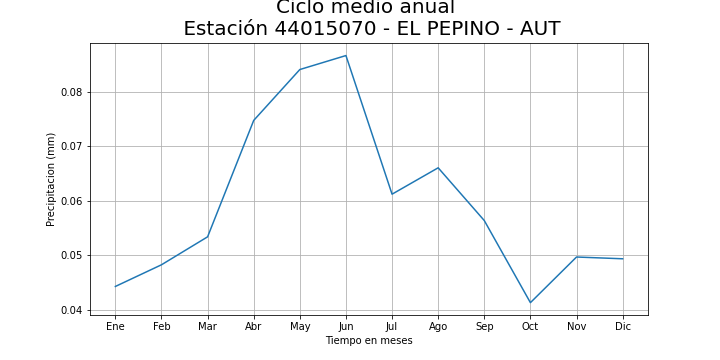 Ciclo medio anual
Estación 44015070 - EL PEPINO - AUT
Precipitacion (mm)
0.08
0.07
0.06
0.05
0.04
Ene Feb Mar Abr May Jun Jul Ago Sep Oct Nov Dic
Tiempo en meses